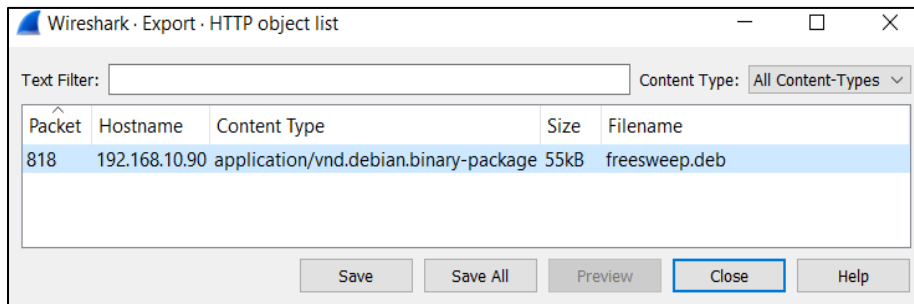 Wireshark · Export · HTTP object list
Text Filter: Content Type: All Content-Types
Packet Hostname Content Type Size Filename
818 192.168.10.90 application/vnd.debian.binary-package 55kB freesweep.deb
Save Save All Preview Close Help